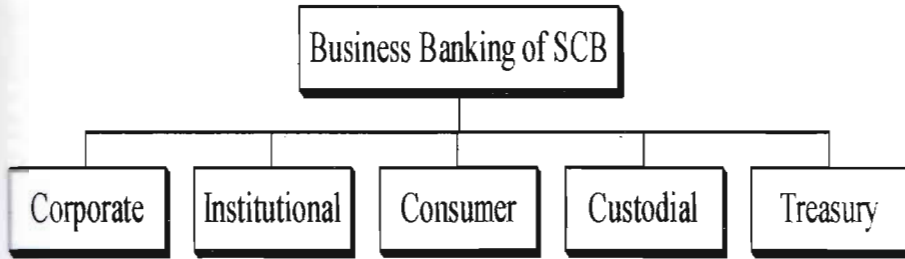 Business Banking of SCB
Corporate
Institutional
Consumer
Custodial
Treasury